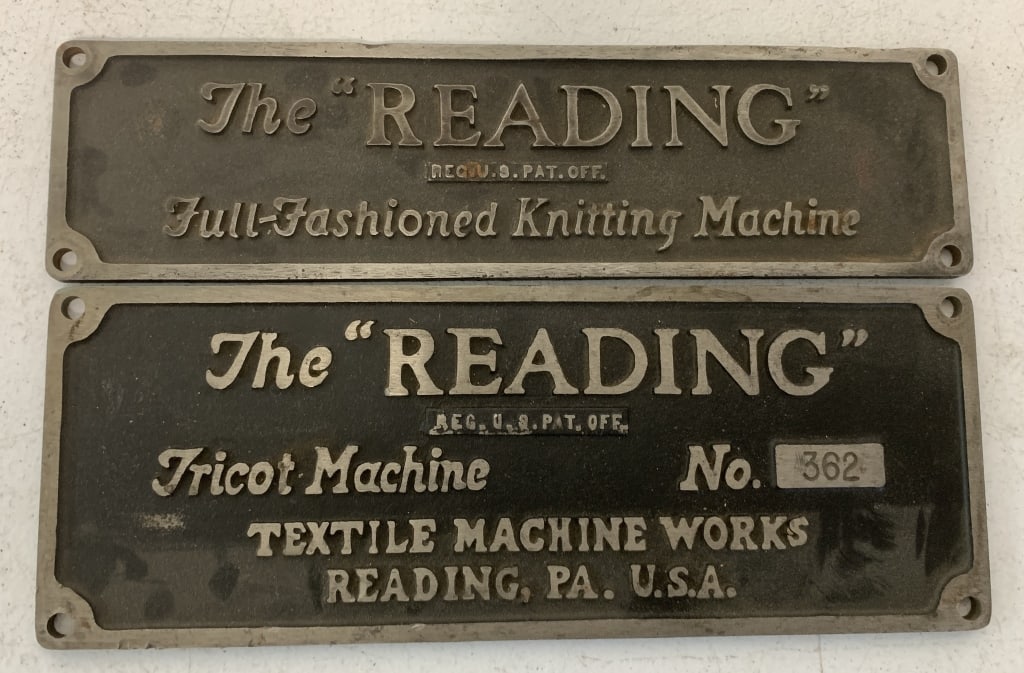 The "READING"
REG. U.S. PAT. OFF.
Full-Fashioned Knitting Machine
The "READING"
REG. U.S. PAT. OFF.
Tricot Machine No. 362
TEXTILE MACHINE WORKS
READING, PA. U.S.A.